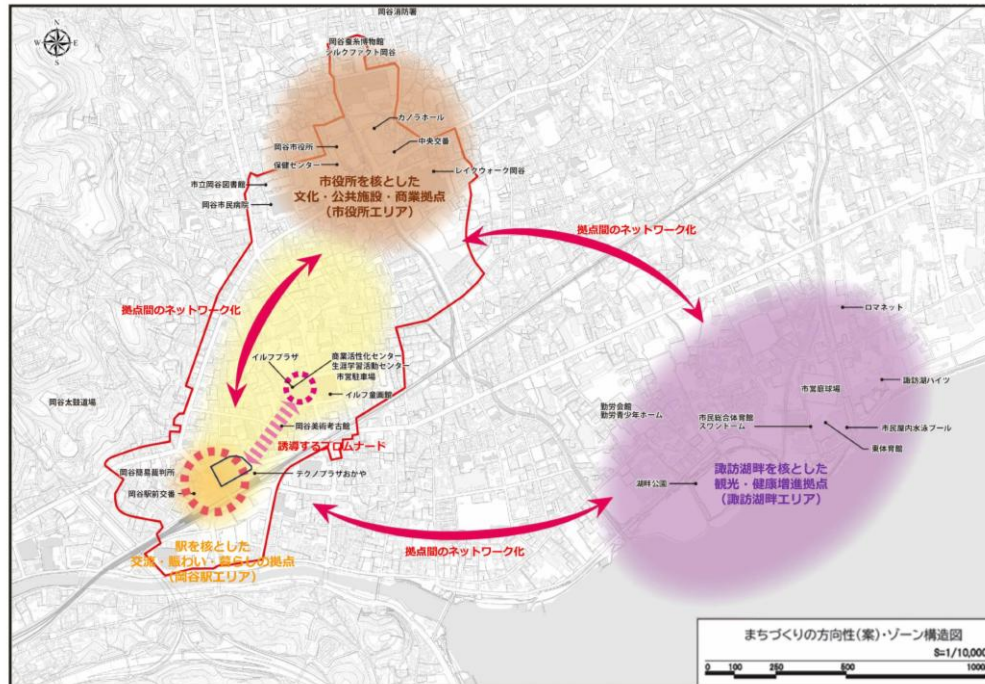 岡谷消防署
N
W E
S
岡谷蚕糸博物館
シルクファクト岡谷
カノラホール
岡谷市役所
中央交番
保健センター
レイクウォーク岡谷
市立岡谷図書館
岡谷市民病院
市役所を核とした
文化・公共施設・商業拠点
(市役所エリア)
拠点間のネットワーク化
拠点間のネットワーク化
ロマネット
イルフプラザ
商業活性化センター
生涯学習活動センター
市営駐車場
イルフ童画館
諏訪湖ハイツ
市営庭球場
岡谷太鼓道場
勤労会館
勤労青少年ホーム
市民総合体育館
スワンドーム
市民屋内水泳プール
東体育館
岡谷美術考古館
誘導するプロムナード
岡谷簡易裁判所
テクノプラザおかや
岡谷駅前交番
湖畔公園
諏訪湖畔を核とした
観光・健康増進拠点
(諏訪湖畔エリア)
駅を核とした
交流・賑わい・暮らしの拠点
(岡谷駅エリア)
拠点間のネットワーク化
まちづくりの方向性(案)・ゾーン構造図
S=1/10,000
0 100 250 500 1000